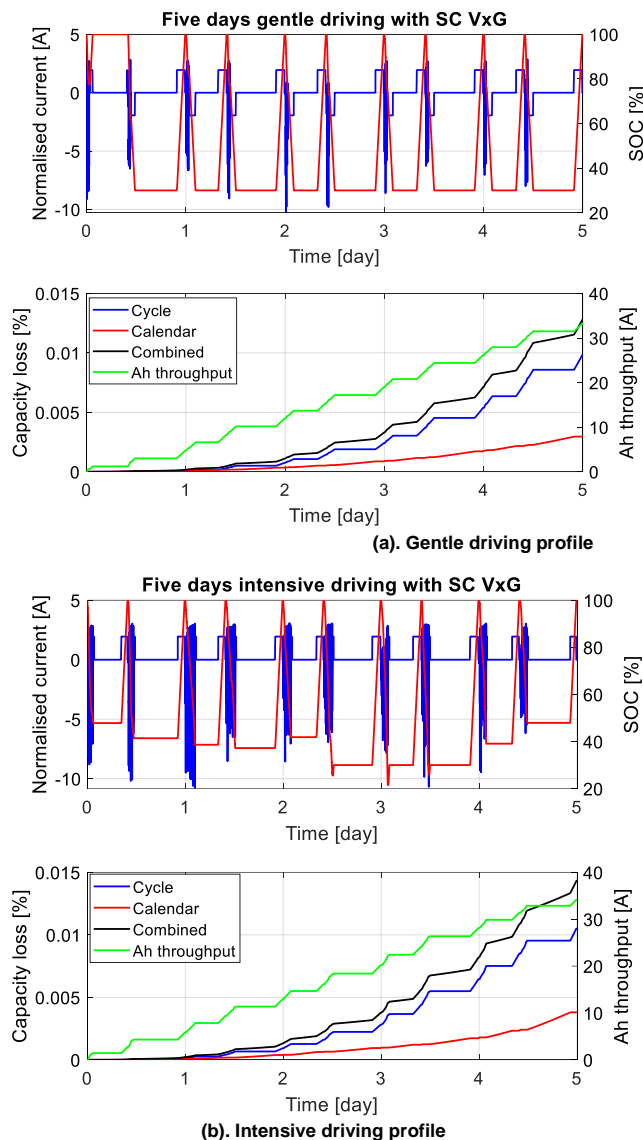 Five days gentle driving with SC VxG
Normalised current [A]
5
0
-5
-10
100
80
60
40
20
SOC [%]
0 1 2 3 4 5
Time [day]
Capacity loss [%]
0.015
0.01
0.005
0
Cycle
Calendar
Combined
Ah throughput
40
30
20
10
0
Ah throughput [A]
0 1 2 3 4 5
Time [day]
(a). Gentle driving profile
Five days intensive driving with SC VxG
Normalised current [A]
5
0
-5
-10
100
80
60
40
20
SOC [%]
0 1 2 3 4 5
Time [day]
Capacity loss [%]
0.015
0.01
0.005
0
Cycle
Calendar
Combined
Ah throughput
40
30
20
10
0
Ah throughput [A]
0 1 2 3 4 5
Time [day]
(b). Intensive driving profile